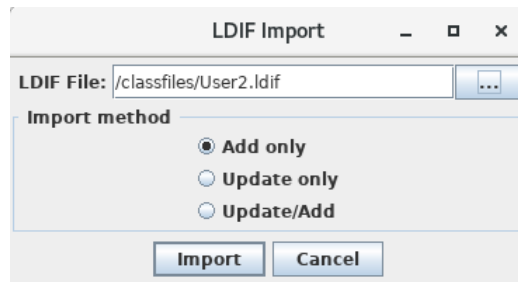 LDIF Import
LDIF File: /classfiles/User2.ldif ...
Import method
Add only
Update only
Update/Add
Import Cancel